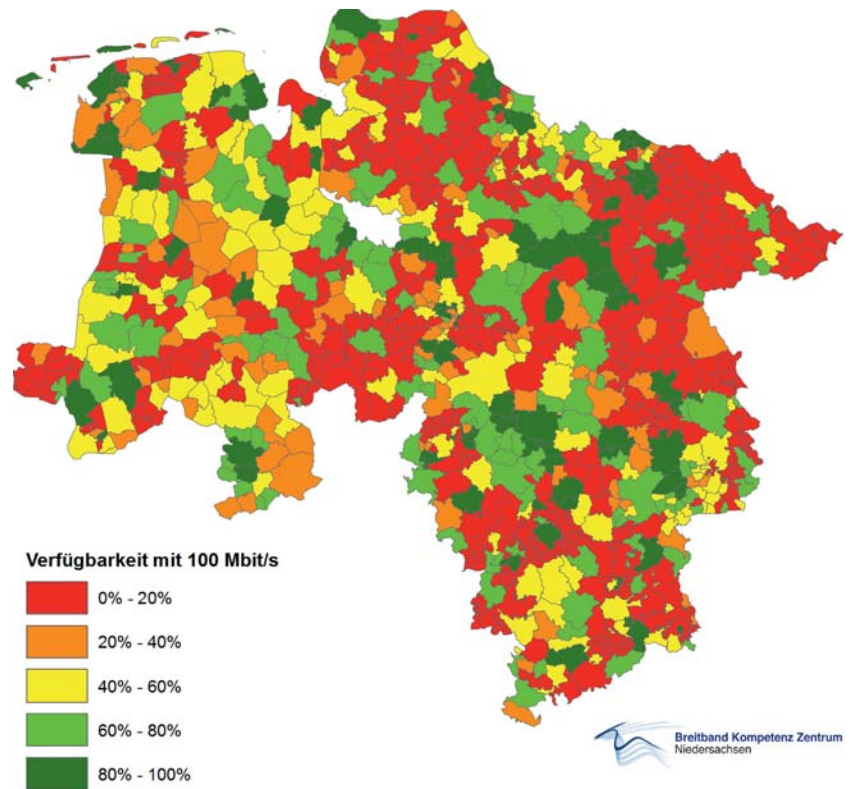 Verfügbarkeit mit 100 Mbit/s
0% - 20%
20% - 40%
40% - 60%
60% - 80%
80% - 100%
Breitband Kompetenz Zentrum
Niedersachsen